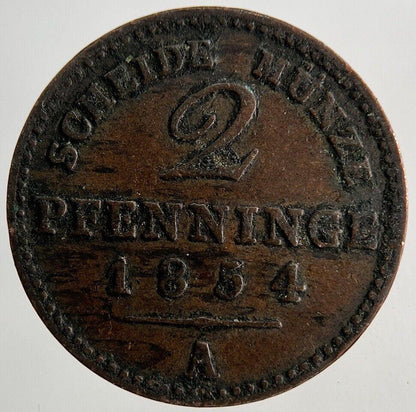 SCHEIDE MÜNZE
2
PFENNINGE
1854
A